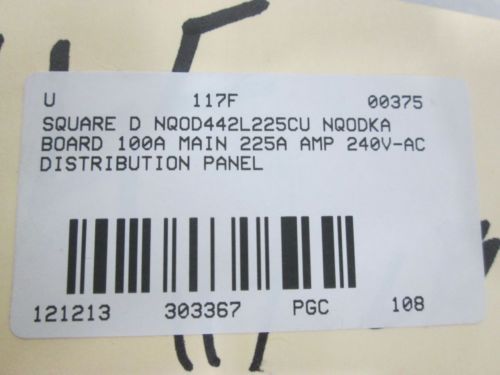 U 117F 00375
SQUARE D NQOD442L225CU NQODKA
BOARD 100A MAIN 225A AMP 240V-AC
DISTRIBUTION PANEL
121213 303367 PGC 108